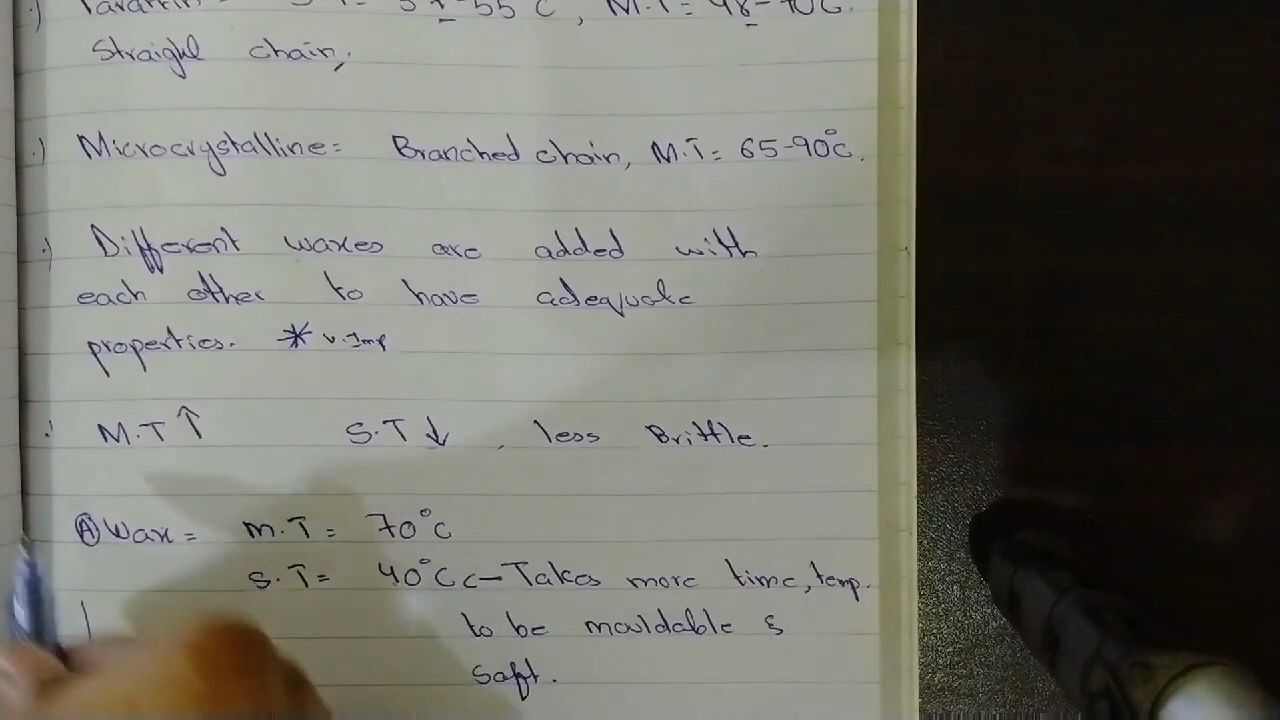 Straight chain,
.) Microcrystalline = Branched chain, M.T = 65-90°C.
.) Different waxes are added with
each other to have adequate
properties. * v.Imp
M.T ↑ S.T ↓ , less Brittle.
Ⓐ Wax = M.T = 70°C
S.T = 40°C ← Takes more time, temp.
to be mouldable &
Soft.